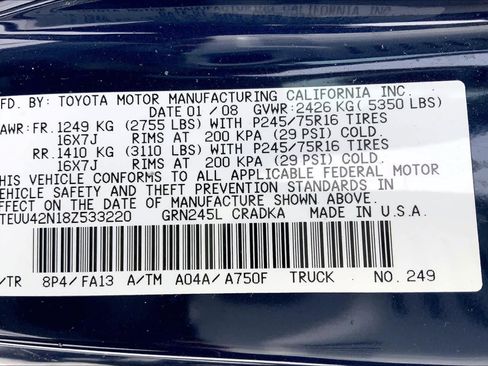 FD. BY: TOYOTA MOTOR MANUFACTURING CALIFORNIA INC.
DATE 01 / 08 GVWR: 2426 KG ( 5350 LBS)
AWR: FR. 1249 KG (2755 LBS) WITH P245/75R16 TIRES
16X7J RIMS AT 200 KPA (29 PSI) COLD
RR. 1410 KG (3110 LBS) WITH P245/75R16 TIRES
16X7J RIMS AT 200 KPA (29 PSI) COLD
THIS VEHICLE CONFORMS TO ALL APPLICABLE FEDERAL MOTOR
VEHICLE SAFETY AND THEFT PREVENTION STANDARDS IN
EFFECT ON THE DATE OF MANUFACTURE SHOWN ABOVE.
TEUU42N18Z533220 GRN245L CRADKA MADE IN U.S.A.
/TR 8P4/ FA13 A/TM A04A/ A750F TRUCK NO. 249